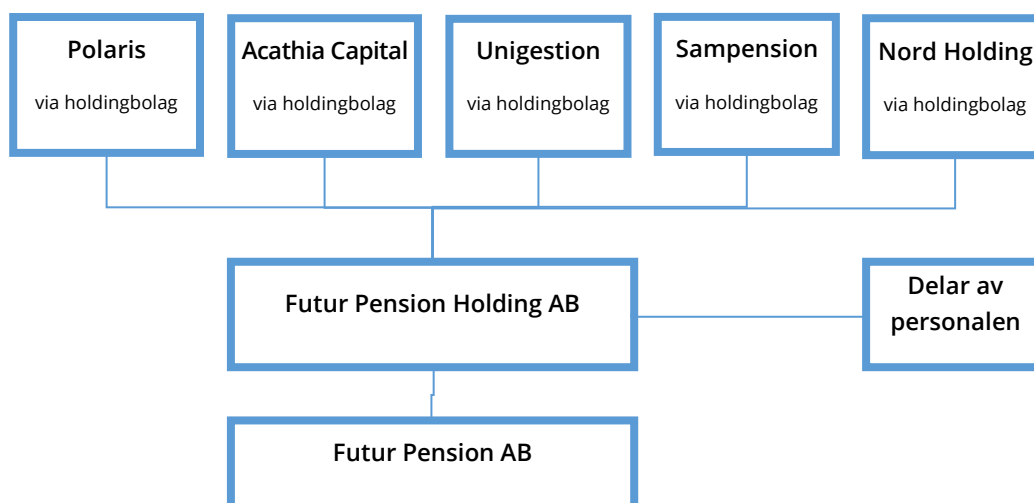 Polaris
via holdingbolag
Acathia Capital
via holdingbolag
Unigestion
via holdingbolag
Sampension
via holdingbolag
Nord Holding
via holdingbolag
Futur Pension Holding AB
Delar av
personalen
Futur Pension AB